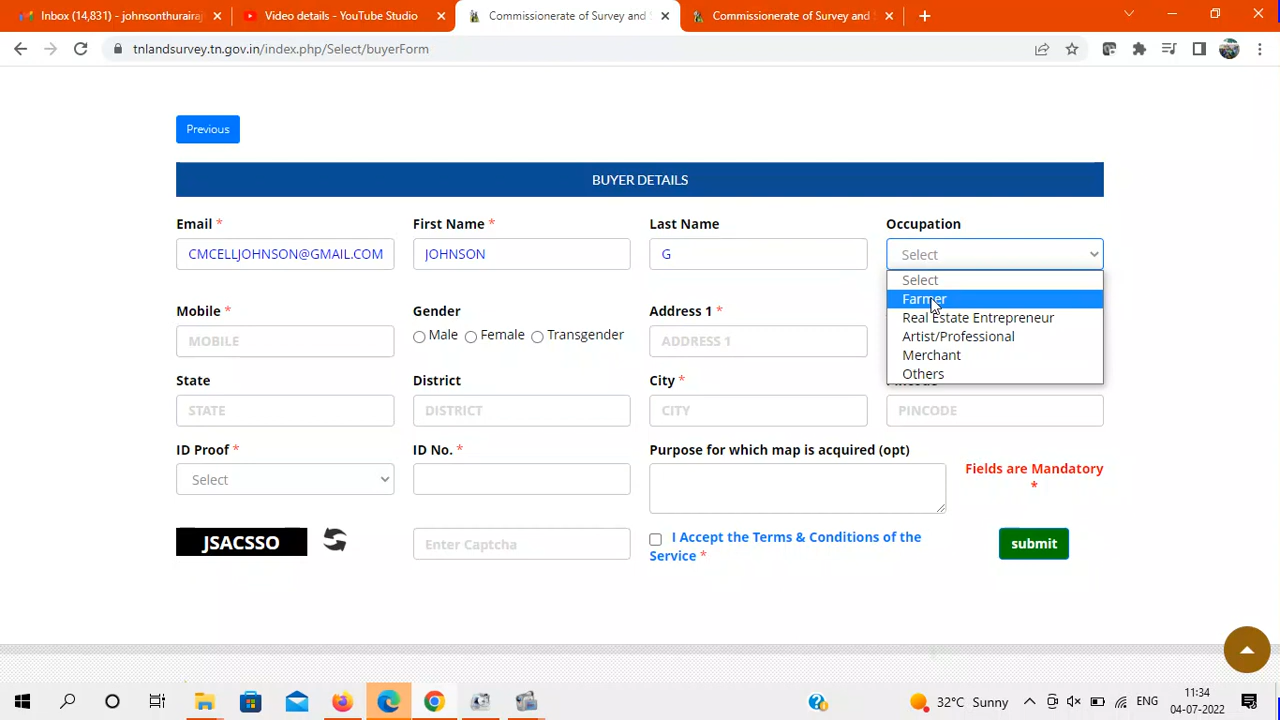 Inbox (14,831) - johnsonthuraira
Video details - YouTube Studio
Commissionerate of Survey and S
Commissionerate of Survey and S
tnlandsurvey.tn.gov.in/index.php/Select/buyerForm
Previous
BUYER DETAILS
Email * First Name * Last Name Occupation
CMCELLJOHNSON@GMAIL.COM JOHNSON G Select
Select
Farmer
Real Estate Entrepreneur
Artist/Professional
Merchant
Others
Mobile * Gender Address 1 *
MOBILE Male Female Transgender ADDRESS 1
State District City *
STATE DISTRICT CITY PINCODE
ID Proof * ID No. * Purpose for which map is acquired (opt)
Select
Fields are Mandatory
*
JSACSSO Enter Captcha I Accept the Terms & Conditions of the
Service *
submit
32°C Sunny ENG 11:34
04-07-2022